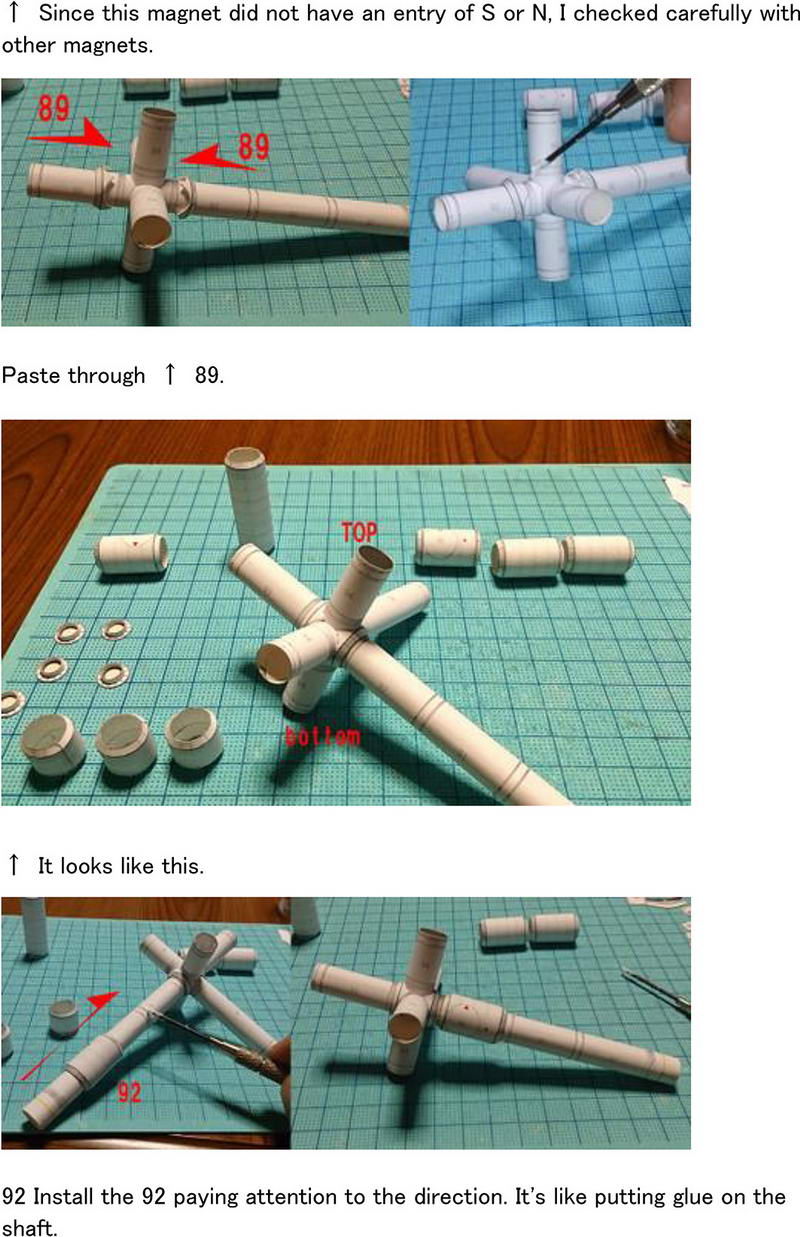 ↑ Since this magnet did not have an entry of S or N, I checked carefully with
other magnets.
89
89
Paste through ↑ 89.
TOP
bottom
↑ It looks like this.
92
92 Install the 92 paying attention to the direction. It's like putting glue on the
shaft.